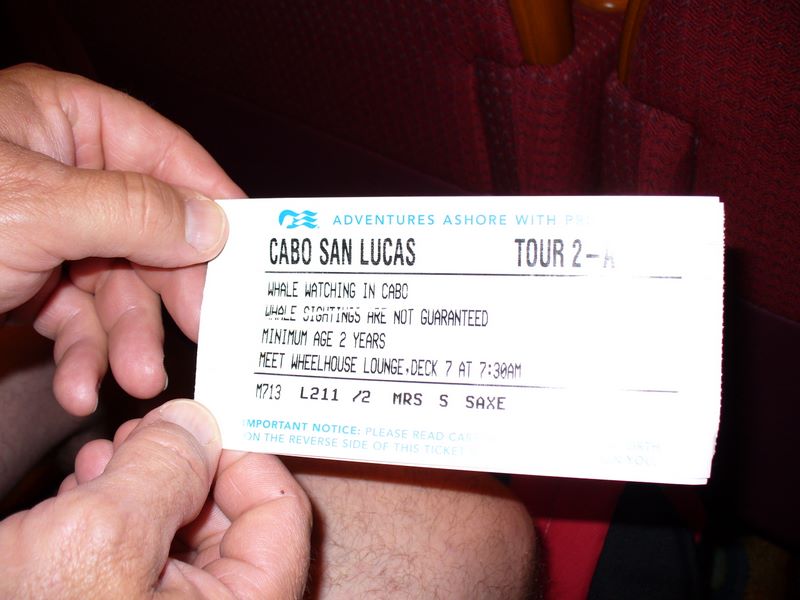 ADVENTURES ASHORE WITH
CABO SAN LUCAS TOUR 2-A
WHALE WATCHING IN CABO
WHALE SIGHTINGS ARE NOT GUARANTEED
MINIMUM AGE 2 YEARS
MEET WHEELHOUSE LOUNGE,DECK 7 AT 7:30AM
M713 L211 /2 MRS S SAXE
IMPORTANT NOTICE: PLEASE READ
ON THE REVERSE SIDE OF THIS TICKET